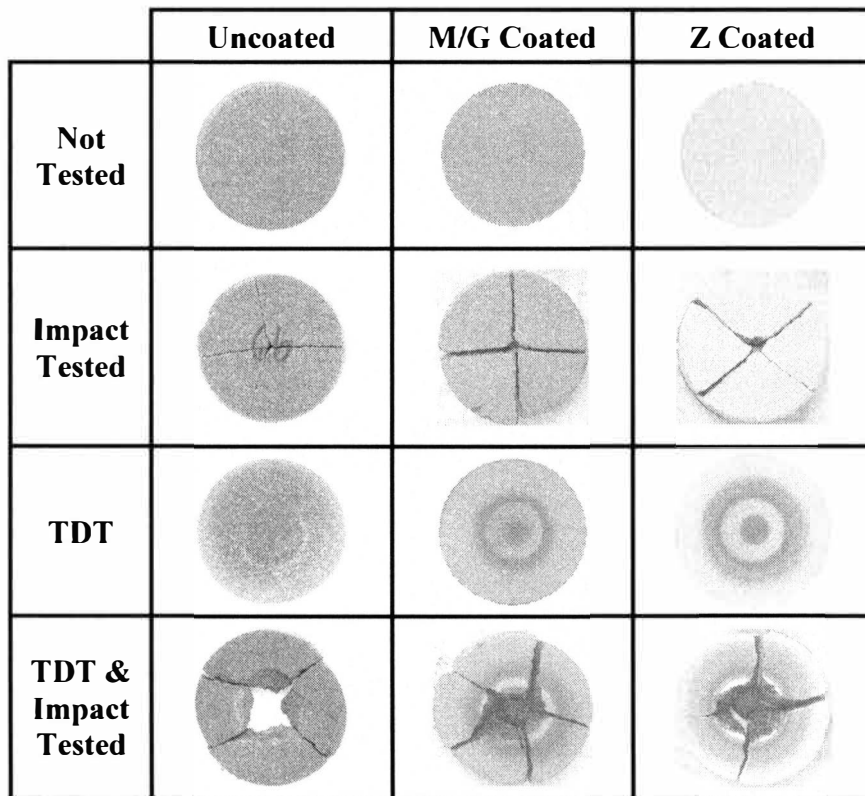 Uncoated M/G Coated Z Coated
Not
Tested
Impact
Tested
TDT
TDT &
Impact
Tested